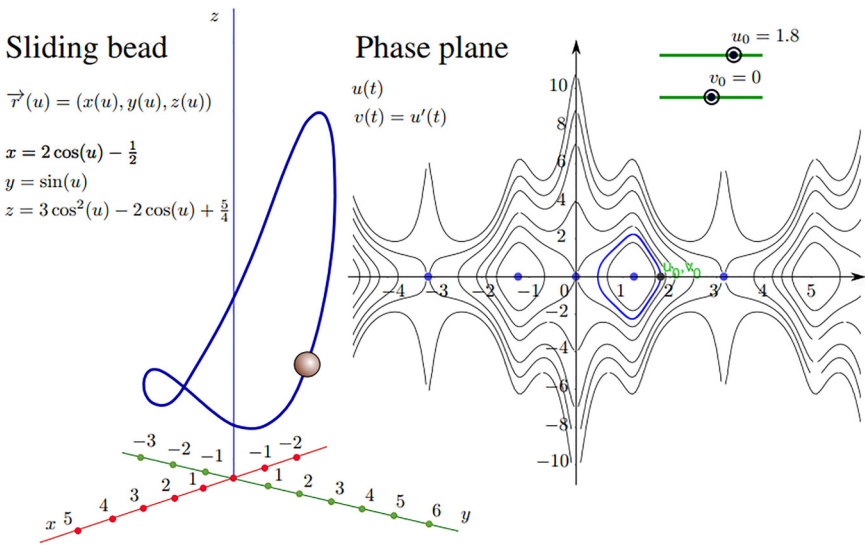 Sliding bead
r⃗(u) = (x(u), y(u), z(u))
x = 2 cos(u) − 1/2
y = sin(u)
z = 3 cos²(u) − 2 cos(u) + 5/4
z
−3 −2 −1 −1 −2
x 5 4 3 2 1
1 2 3 4 5 6 y
Phase plane
u(t)
v(t) = u′(t)
u₀ = 1.8
v₀ = 0
10
8
6
4
2
u₀,v₀
−4 −3 −2 −1 0 1 2 3 4 5
−2
−4
−6
−8
−10